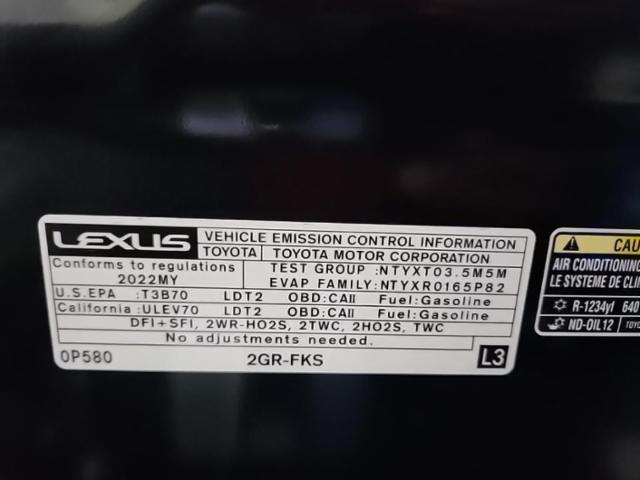 LEXUS VEHICLE EMISSION CONTROL INFORMATION
TOYOTA TOYOTA MOTOR CORPORATION
Conforms to regulations
2022MY
TEST GROUP :NTYXT03.5M5M
EVAP FAMILY:NTYXR0165P82
U.S.EPA :T3B70 LDT2 OBD:CAII Fuel:Gasoline
California :ULEV70 LDT2 OBD:CAII Fuel:Gasoline
DFI+SFI, 2WR-HO2S, 2TWC, 2HO2S, TWC
No adjustments needed.
0P580 2GR-FKS L3
CAU
AIR CONDITIONING
LE SYSTEME DE CLI
R-1234yf 640
ND-OIL12 TOYO